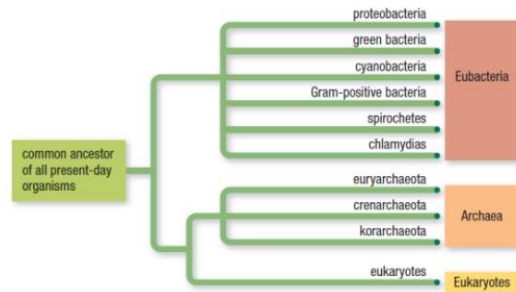 proteobacteria
green bacteria
cyanobacteria
Gram-positive bacteria
spirochetes
chlamydias
Eubacteria
common ancestor
of all present-day
organisms
euryarchaeota
crenarchaeota
korarchaeota
Archaea
eukaryotes
Eukaryotes